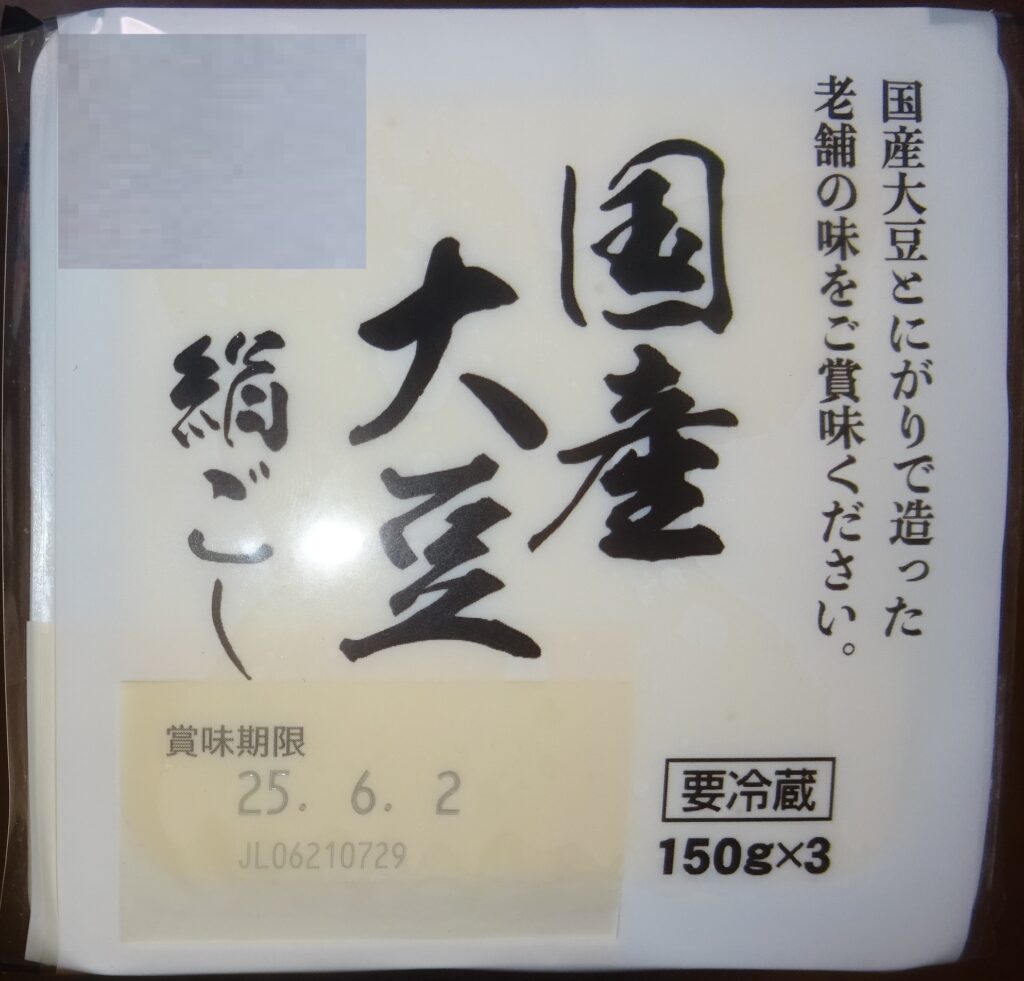 国産大豆とにがりで造った
老舗の味をご賞味ください。
国産
大豆
絹ごし
賞味期限
25. 6. 2
JL06210729
要冷蔵
150g×3